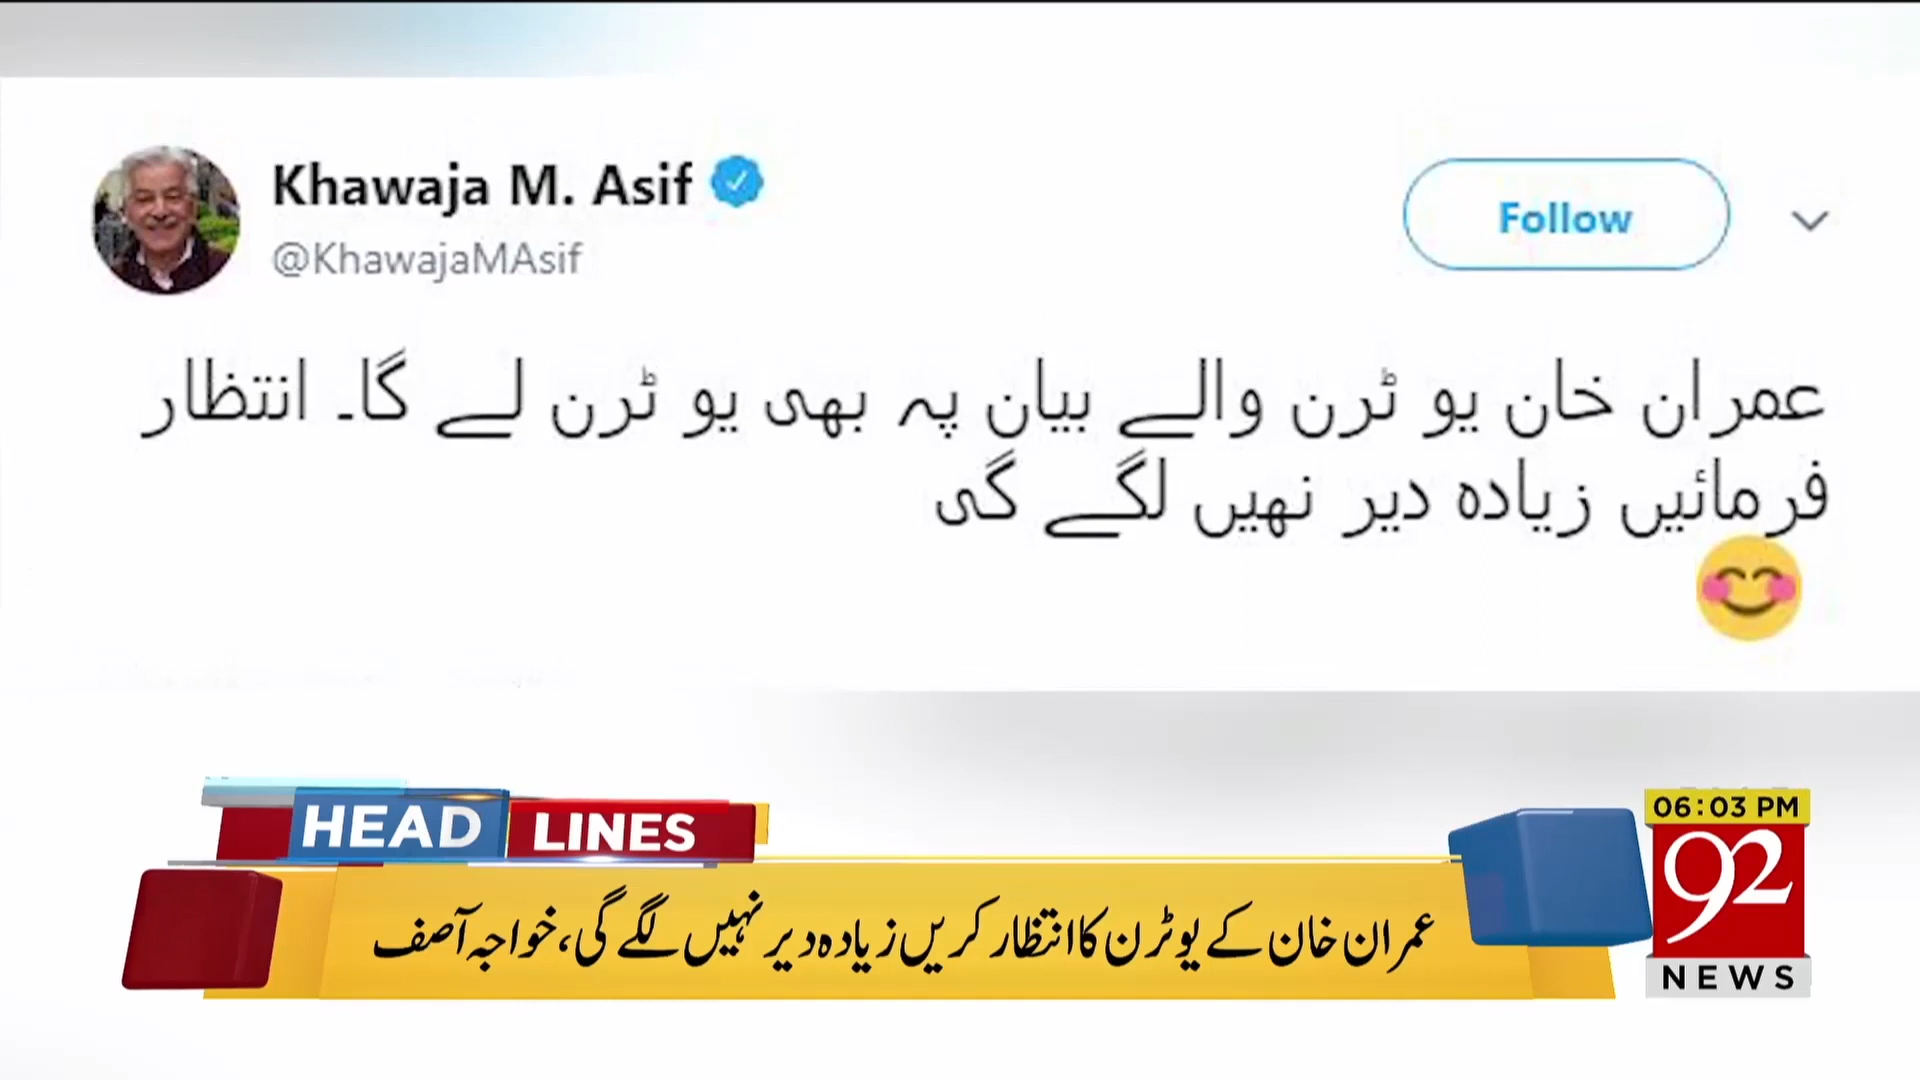 Khawaja M. Asif
@KhawajaMAsif
Follow
عمران خان یو ٹرن والے بیان پہ بھی یو ٹرن لے گا۔ انتظار
فرمائیں زیادہ دیر نھیں لگے گی
😊
HEAD LINES
06:03 PM
عمران خان کے یوٹرن کا انتظار کریں زیادہ دیر نہیں لگے گی، خواجہ آصف
92
NEWS